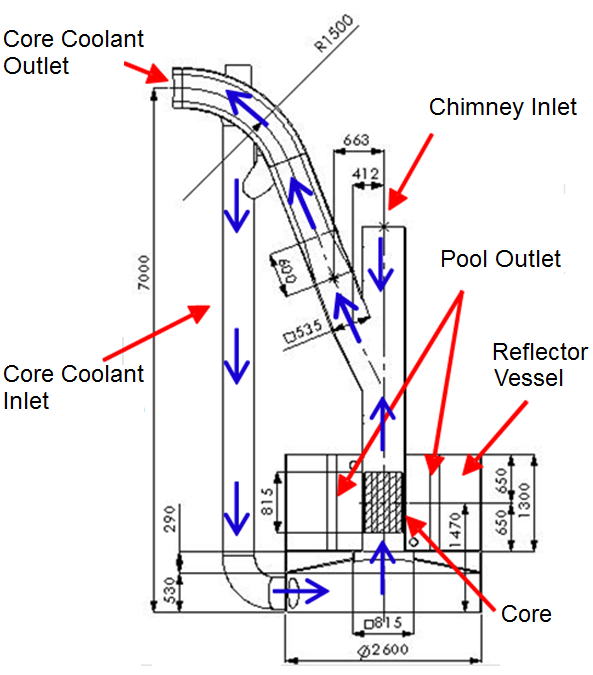 Core Coolant
Outlet
R1500
Chimney Inlet
663
412
Pool Outlet
7000
600
□535
Reflector
Vessel
Core Coolant
Inlet
815
650
1300
290
1470
650
530
Core
□815
⌀2600